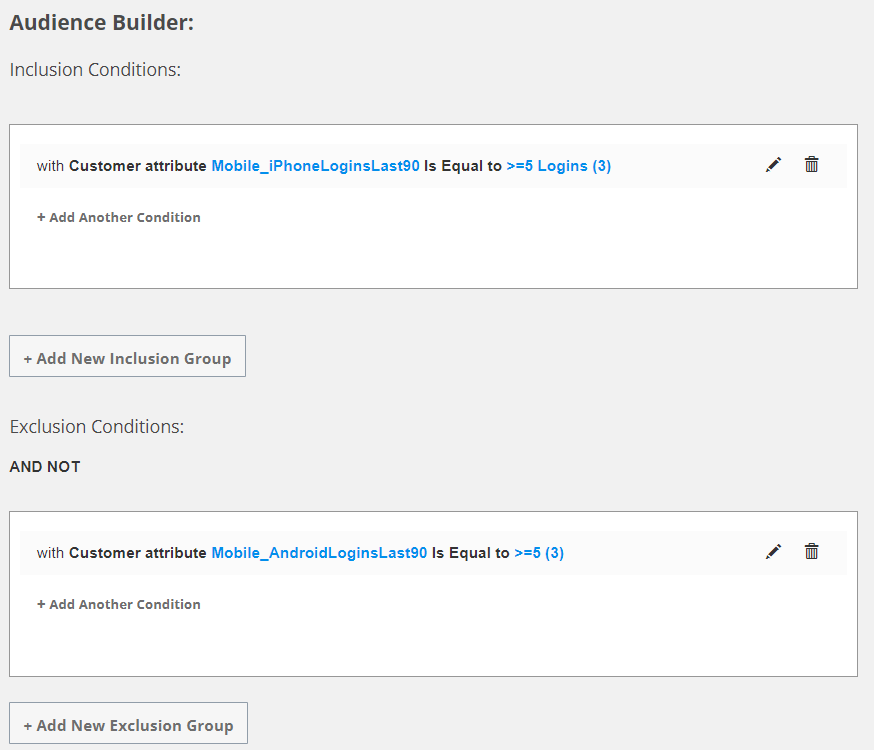 Audience Builder:
Inclusion Conditions:
with Customer attribute Mobile_iPhoneLoginsLast90 Is Equal to >=5 Logins (3)
+ Add Another Condition
+ Add New Inclusion Group
Exclusion Conditions:
AND NOT
with Customer attribute Mobile_AndroidLoginsLast90 Is Equal to >=5 (3)
+ Add Another Condition
+ Add New Exclusion Group